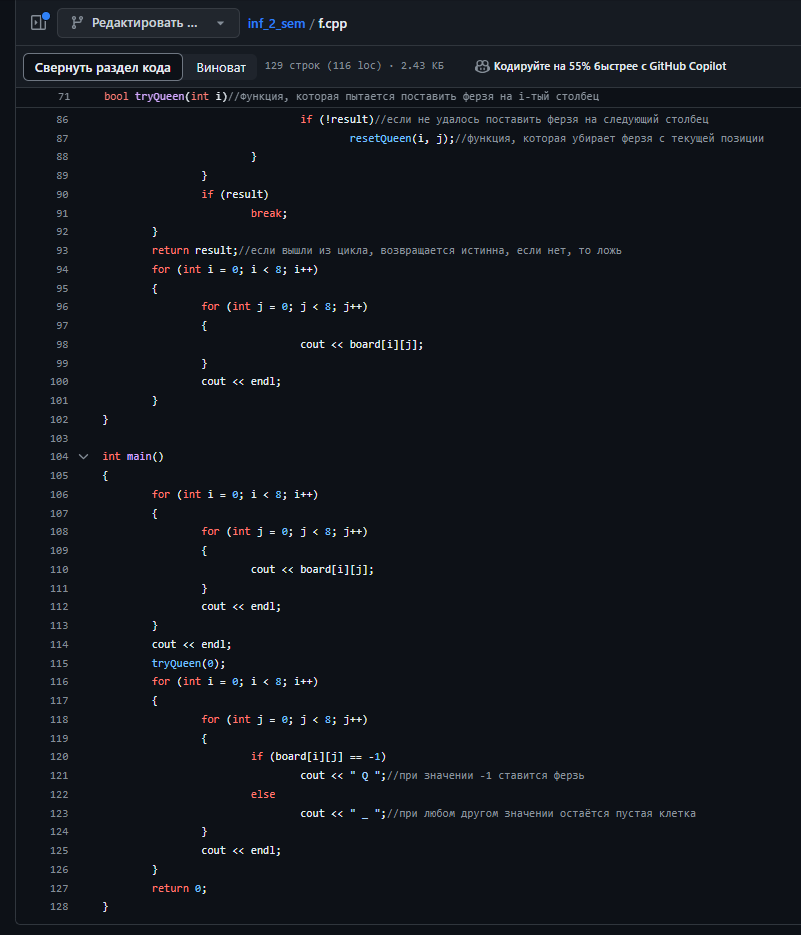 Редактировать ...
inf_2_sem / f.cpp
Свернуть раздел кода Виноват 129 строк (116 loc) · 2.43 КБ Кодируйте на 55% быстрее с GitHub Copilot
71 bool tryQueen(int i)//Функция, которая пытается поставить ферзя на i-тый столбец
86 if (!result)//если не удалось поставить ферзя на следующий столбец
87 resetQueen(i, j);//функция, которая убирает ферзя с текущей позиции
88 }
89 }
90 if (result)
91 break;
92 }
93 return result;//если вышли из цикла, возвращается истинна, если нет, то ложь
94 for (int i = 0; i < 8; i++)
95 {
96 for (int j = 0; j < 8; j++)
97 {
98 cout << board[i][j];
99 }
100 cout << endl;
101 }
102 }
103
104 int main()
105 {
106 for (int i = 0; i < 8; i++)
107 {
108 for (int j = 0; j < 8; j++)
109 {
110 cout << board[i][j];
111 }
112 cout << endl;
113 }
114 cout << endl;
115 tryQueen(0);
116 for (int i = 0; i < 8; i++)
117 {
118 for (int j = 0; j < 8; j++)
119 {
120 if (board[i][j] == -1)
121 cout << " Q ";//при значении -1 ставится ферзь
122 else
123 cout << " _ ";//при любом другом значении остаётся пустая клетка
124 }
125 cout << endl;
126 }
127 return 0;
128 }